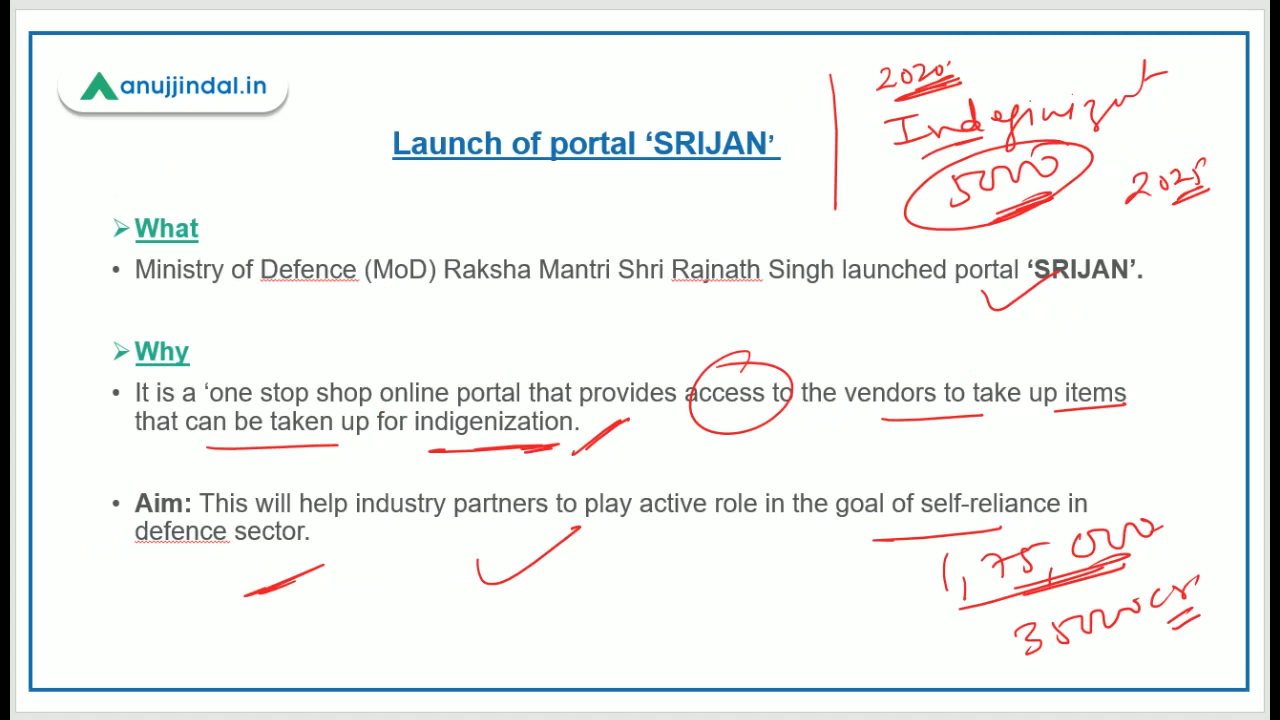 anujjindal.in
2020.
Indeginizat
5000
2025
Launch of portal ‘SRIJAN’
What
• Ministry of Defence (MoD) Raksha Mantri Shri Rajnath Singh launched portal ‘SRIJAN’.
Why
• It is a ‘one stop shop online portal that provides access to the vendors to take up items
that can be taken up for indigenization.
• Aim: This will help industry partners to play active role in the goal of self-reliance in
defence sector.
1,75,000
35000 cr